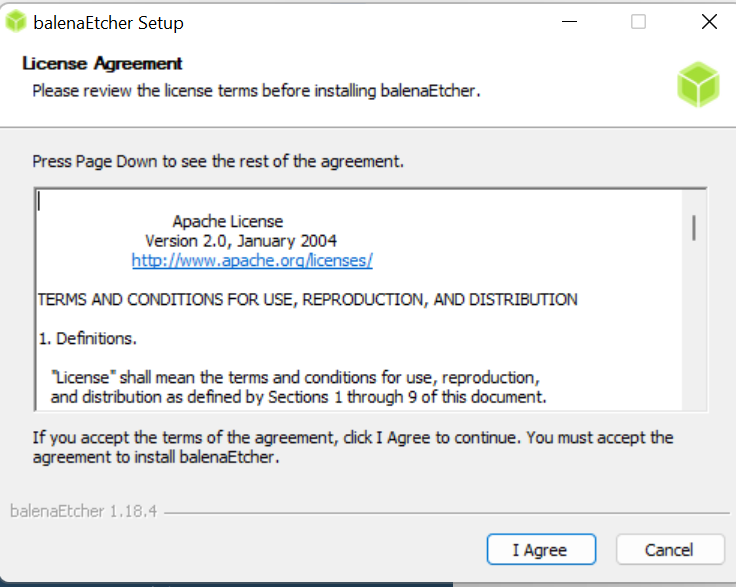 balenaEtcher Setup
License Agreement
Please review the license terms before installing balenaEtcher.
Press Page Down to see the rest of the agreement.
Apache License
Version 2.0, January 2004
http://www.apache.org/licenses/
TERMS AND CONDITIONS FOR USE, REPRODUCTION, AND DISTRIBUTION
1. Definitions.
"License" shall mean the terms and conditions for use, reproduction,
and distribution as defined by Sections 1 through 9 of this document.
If you accept the terms of the agreement, click I Agree to continue. You must accept the
agreement to install balenaEtcher.
balenaEtcher 1.18.4
I Agree
Cancel